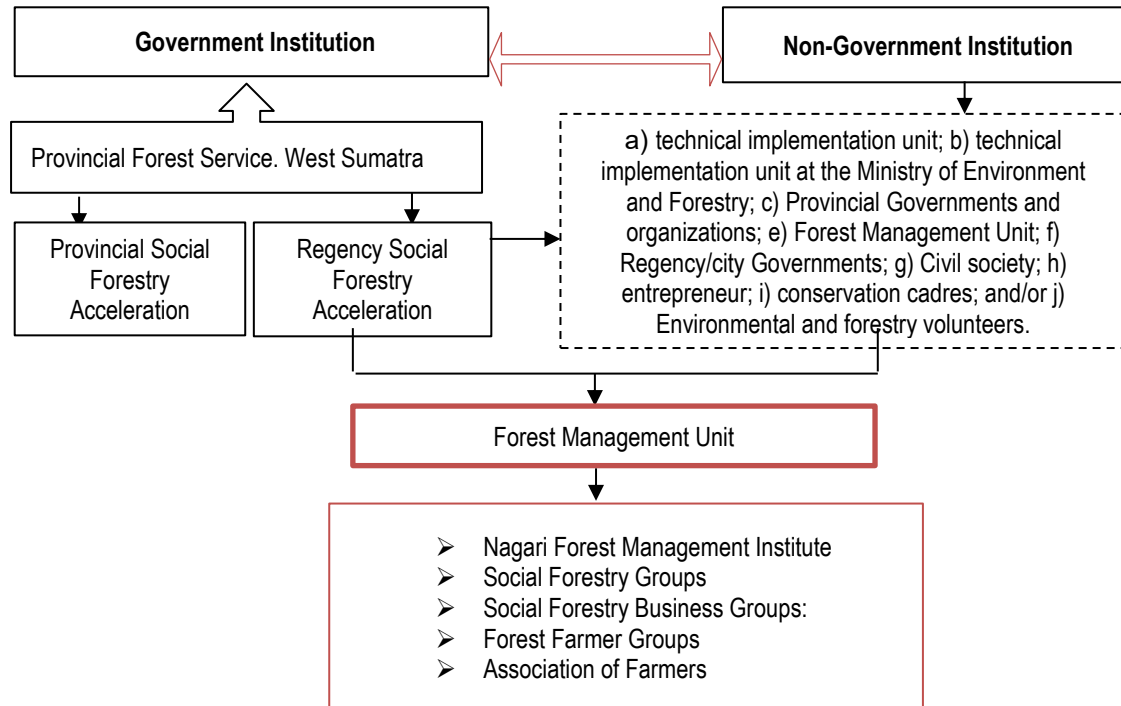 Government Institution
Non-Government Institution
Provincial Forest Service. West Sumatra
Provincial Social
Forestry
Acceleration
Regency Social
Forestry
Acceleration
a) technical implementation unit; b) technical
implementation unit at the Ministry of Environment
and Forestry; c) Provincial Governments and
organizations; e) Forest Management Unit; f)
Regency/city Governments; g) Civil society; h)
entrepreneur; i) conservation cadres; and/or j)
Environmental and forestry volunteers.
Forest Management Unit
➢ Nagari Forest Management Institute
➢ Social Forestry Groups
➢ Social Forestry Business Groups:
➢ Forest Farmer Groups
➢ Association of Farmers